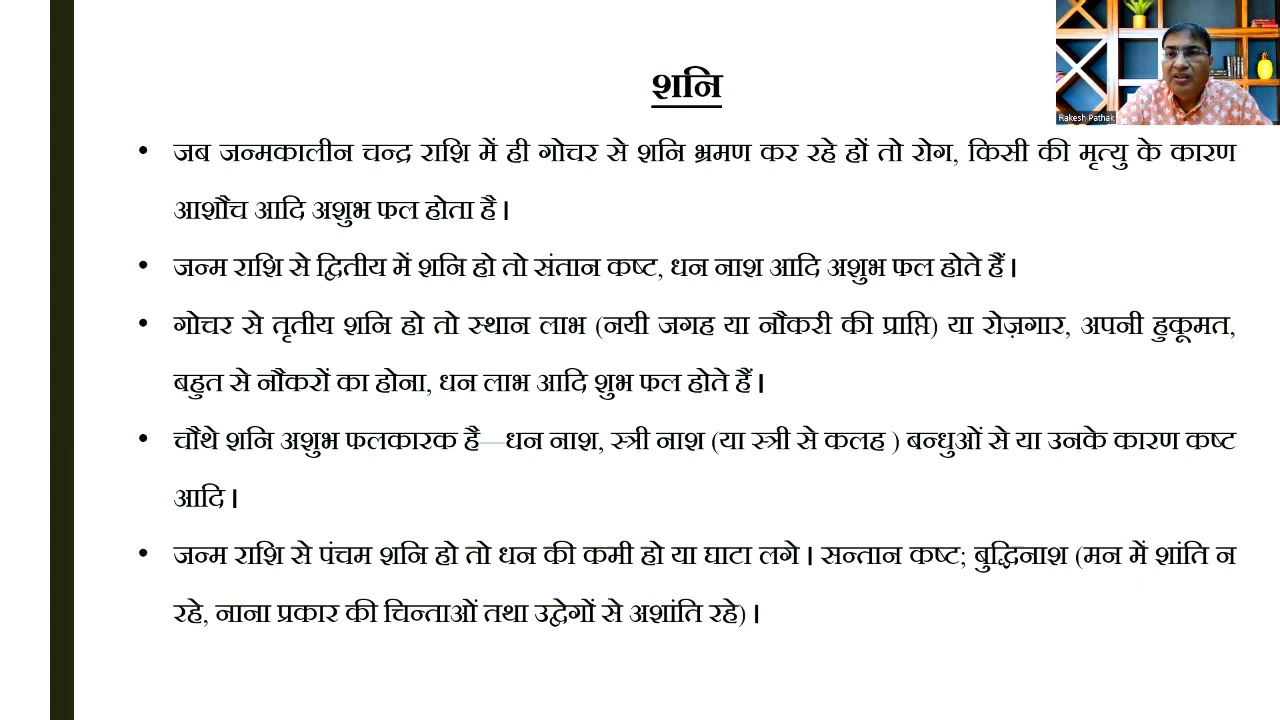 शनि
Rakesh Pathak
• जब जन्मकालीन चन्द्र राशि में ही गोचर से शनि भ्रमण कर रहे हों तो रोग, किसी की मृत्यु के कारण
आशौच आदि अशुभ फल होता है।
• जन्म राशि से द्वितीय में शनि हो तो संतान कष्ट, धन नाश आदि अशुभ फल होते हैं।
• गोचर से तृतीय शनि हो तो स्थान लाभ (नयी जगह या नौकरी की प्राप्ति) या रोज़गार, अपनी हुकूमत,
बहुत से नौकरों का होना, धन लाभ आदि शुभ फल होते हैं।
• चौथे शनि अशुभ फलकारक है—धन नाश, स्त्री नाश (या स्त्री से कलह ) बन्धुओं से या उनके कारण कष्ट
आदि।
• जन्म राशि से पंचम शनि हो तो धन की कमी हो या घाटा लगे। सन्तान कष्ट; बुद्धिनाश (मन में शांति न
रहे, नाना प्रकार की चिन्ताओं तथा उद्वेगों से अशांति रहे)।